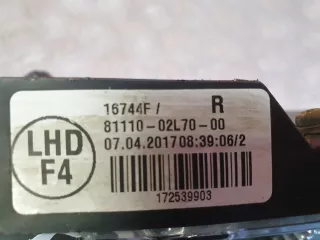 16744F / R
81110-02L70-00
LHD 07.04.2017 08:39:06/2
F4
172539903